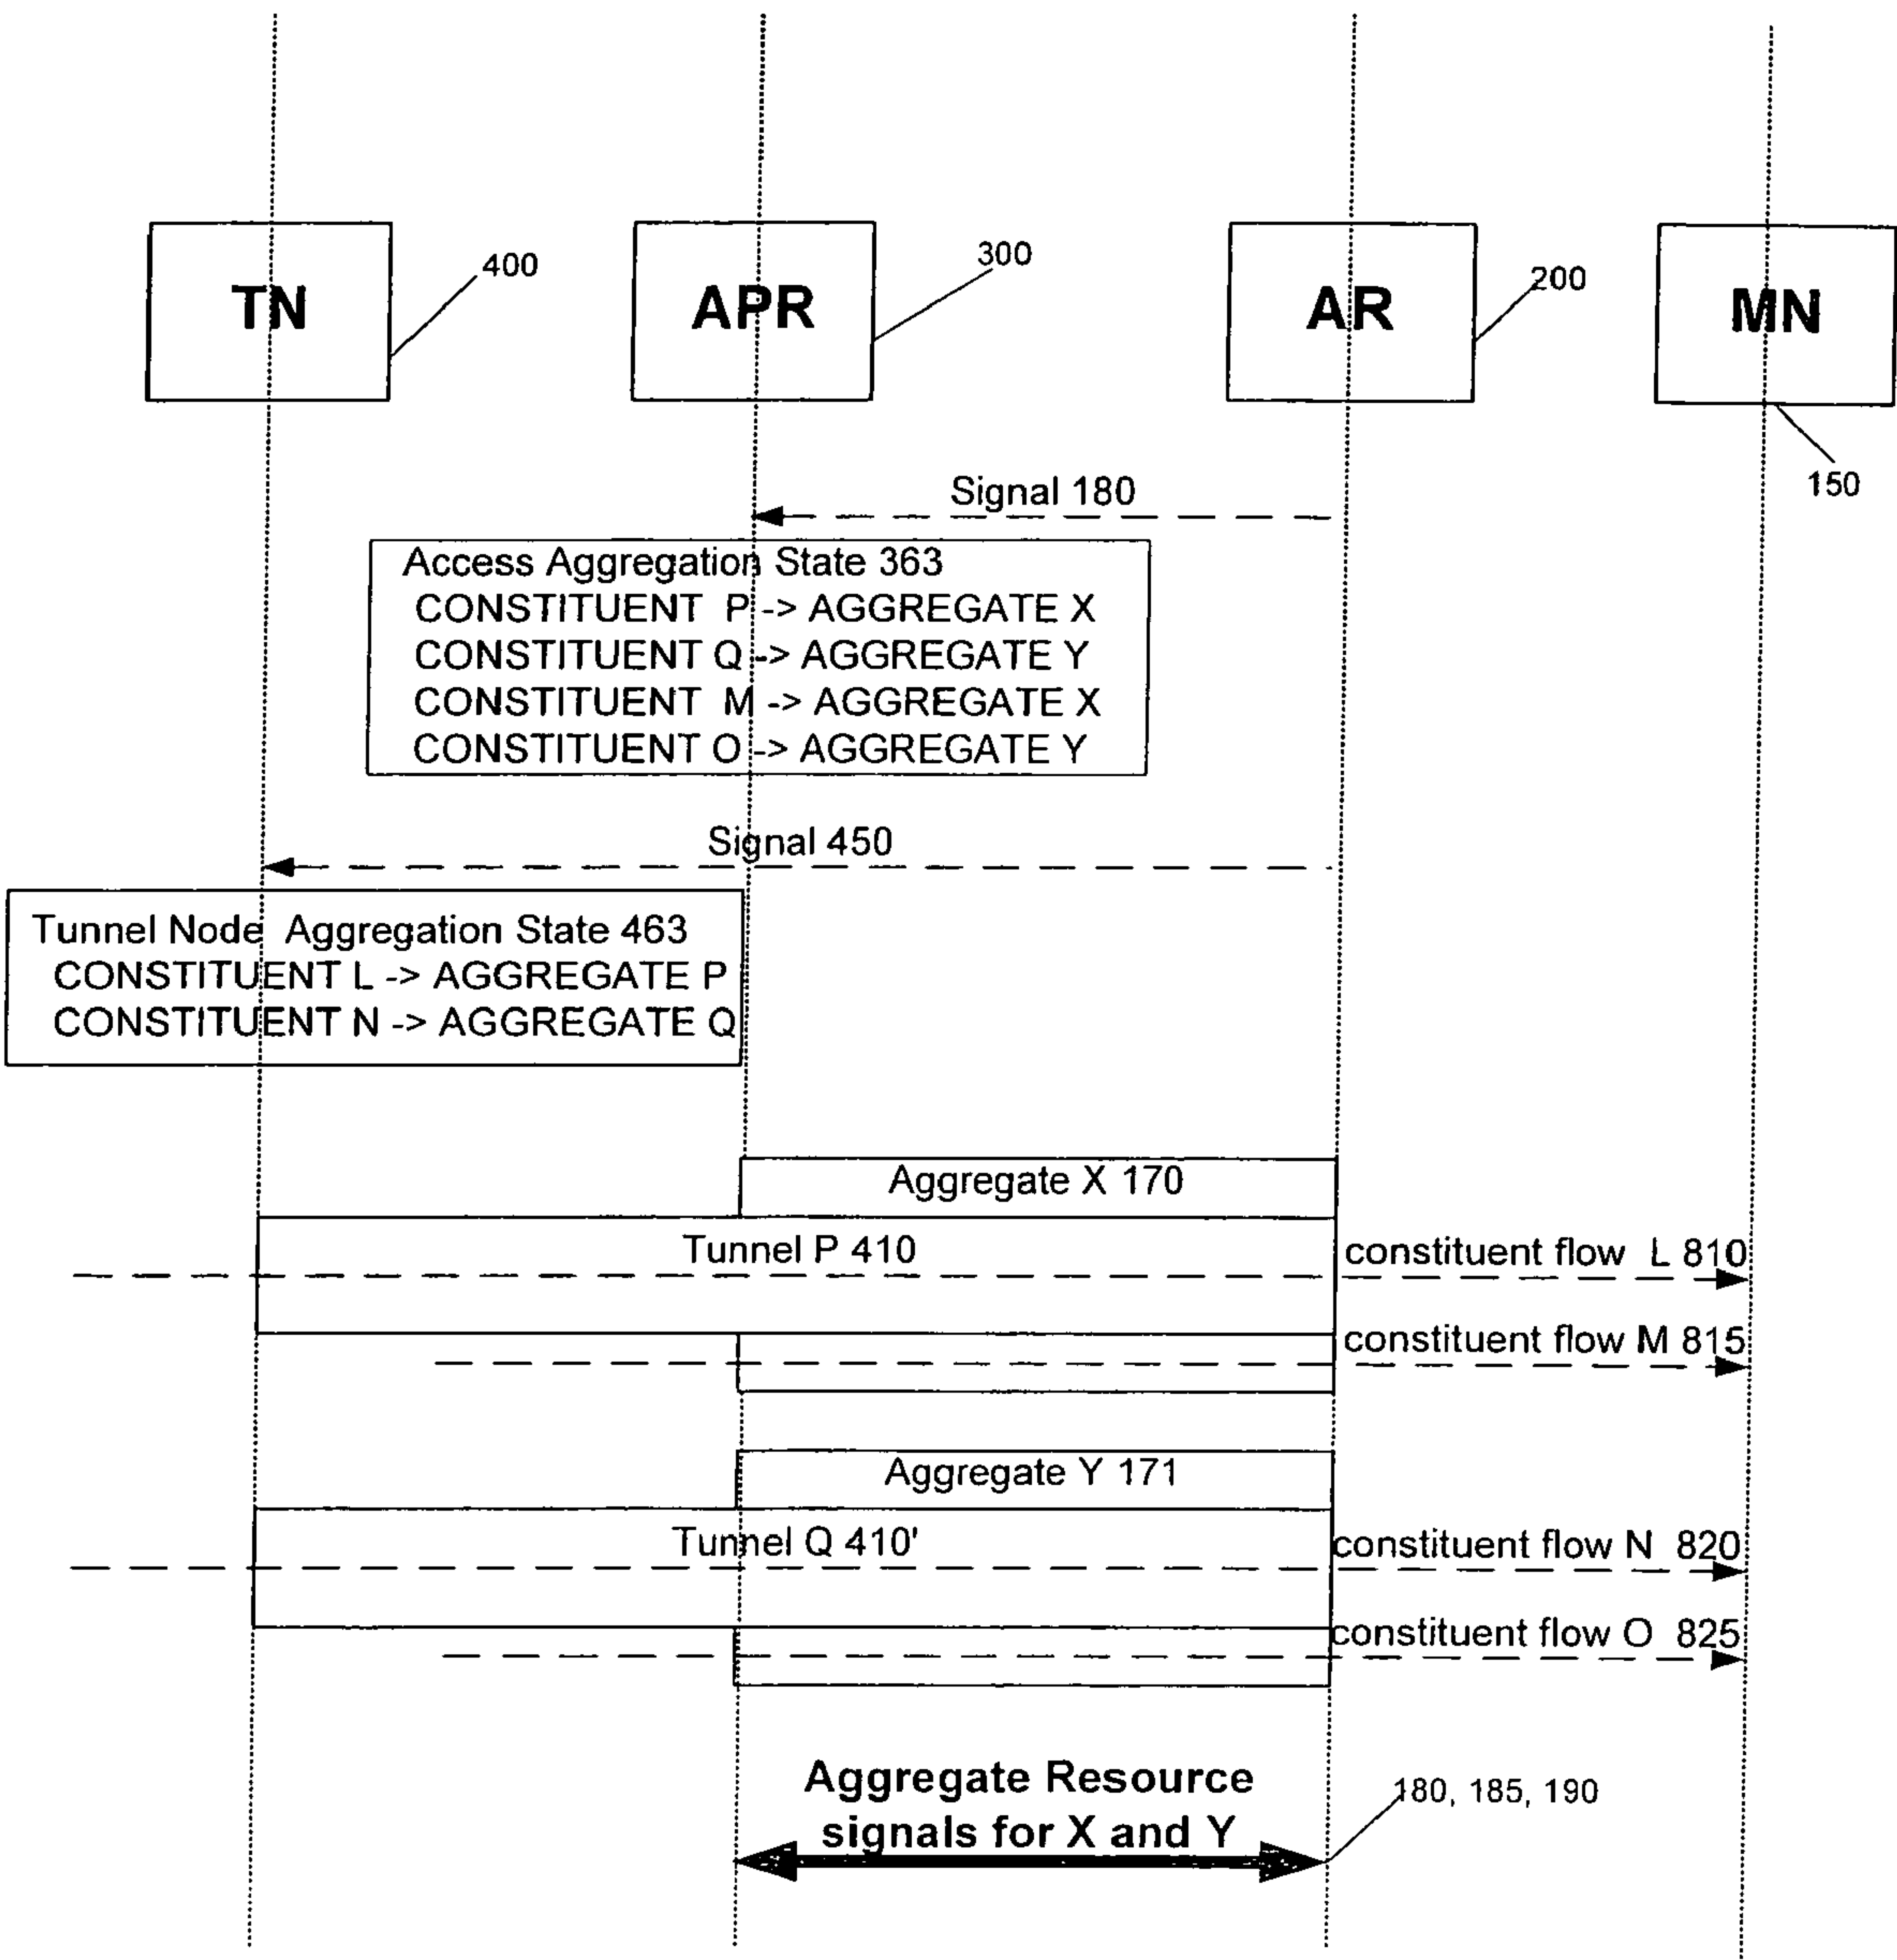 TN
400
APR
300
AR
200
MN
150
Signal 180
Access Aggregation State 363
CONSTITUENT P -> AGGREGATE X
CONSTITUENT Q -> AGGREGATE Y
CONSTITUENT M -> AGGREGATE X
CONSTITUENT O -> AGGREGATE Y
Signal 450
Tunnel Node Aggregation State 463
CONSTITUENT L -> AGGREGATE P
CONSTITUENT N -> AGGREGATE Q
Aggregate X 170
Tunnel P 410
constituent flow L 810
constituent flow M 815
Aggregate Y 171
Tunnel Q 410'
constituent flow N 820
constituent flow O 825
Aggregate Resource
signals for X and Y
180, 185, 190